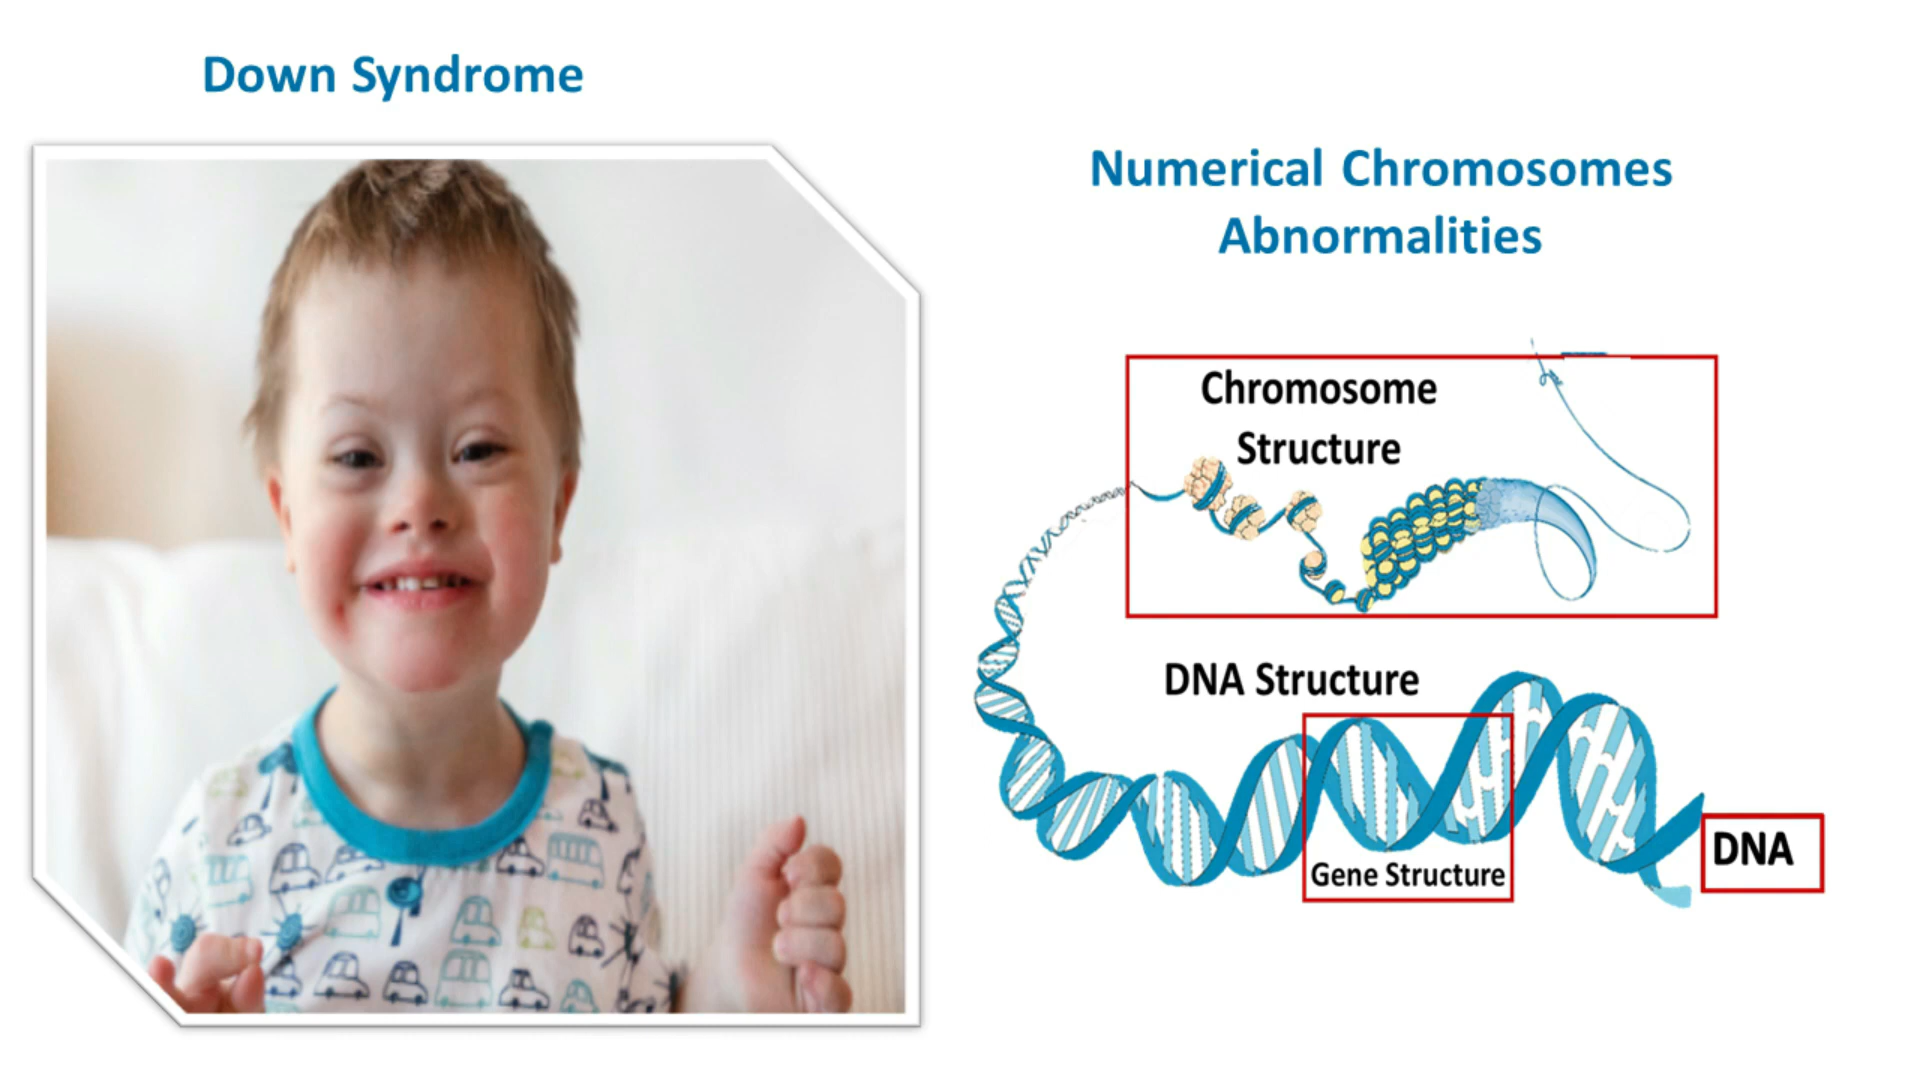 Down Syndrome
Numerical Chromosomes
Abnormalities
Chromosome
Structure
DNA Structure
Gene Structure
DNA